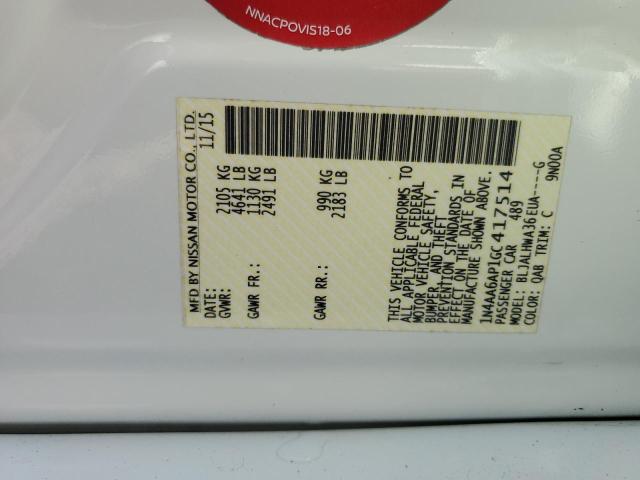 NNACPOVIS18-06
MFD BY NISSAN MOTOR CO., LTD.
DATE: 11/15
GVWR: 2105 KG
4641 LB
GAWR FR.: 1130 KG
2491 LB
GAWR RR.: 990 KG
2183 LB
THIS VEHICLE CONFORMS TO
ALL APPLICABLE FEDERAL
MOTOR VEHICLE SAFETY,
BUMPER, AND THEFT
PREVENTION STANDARDS IN
EFFECT ON THE DATE OF
MANUFACTURE SHOWN ABOVE.
1N4AA6AP1GC417514
PASSENGER CAR 489
MODEL: BLJALHWA36EUA----G
COLOR: QAB TRIM: C 9N00A